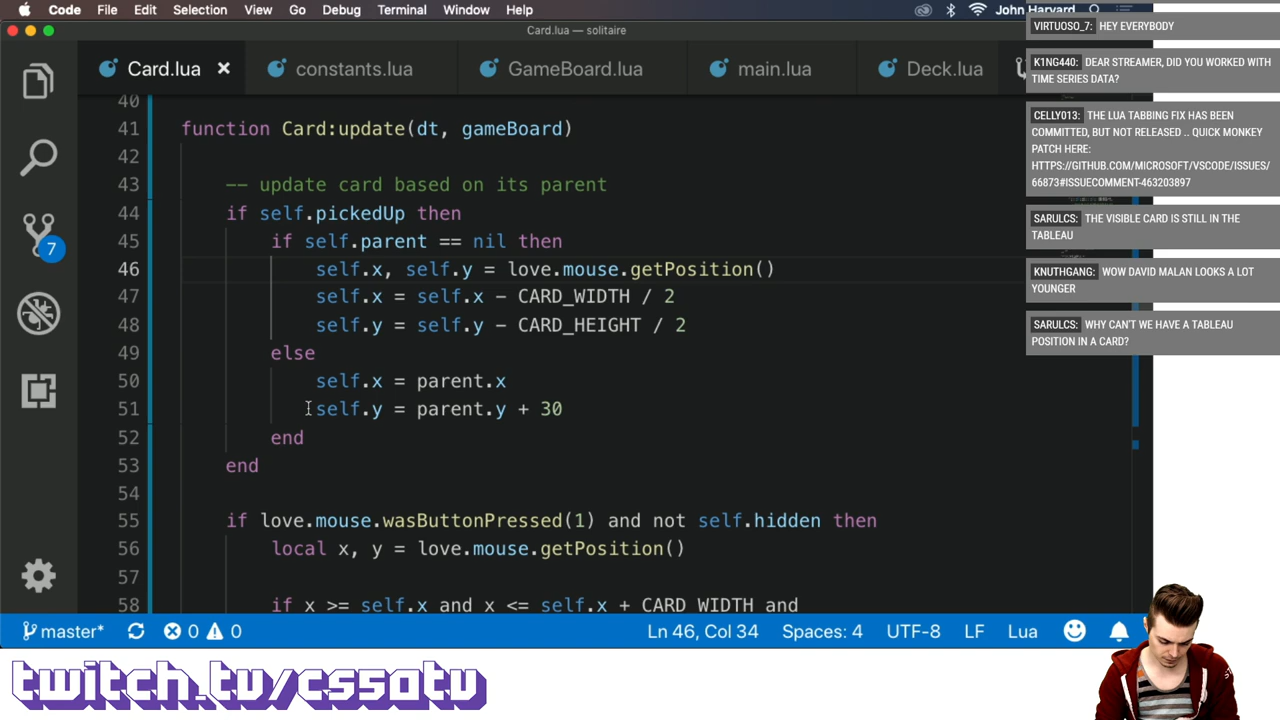 Code File Edit Selection View Go Debug Terminal Window Help John Harvard
Card.lua — solitaire
Card.lua constants.lua GameBoard.lua main.lua Deck.lua
40
41 function Card:update(dt, gameBoard)
42
43 -- update card based on its parent
44 if self.pickedUp then
45 if self.parent == nil then
46 self.x, self.y = love.mouse.getPosition()
47 self.x = self.x - CARD_WIDTH / 2
48 self.y = self.y - CARD_HEIGHT / 2
49 else
50 self.x = parent.x
51 self.y = parent.y + 30
52 end
53 end
54
55 if love.mouse.wasButtonPressed(1) and not self.hidden then
56 local x, y = love.mouse.getPosition()
57
58 if x >= self.x and x <= self.x + CARD_WIDTH and
7
master* 0 0 Ln 46, Col 34 Spaces: 4 UTF-8 LF Lua
VIRTUOSO_7: HEY EVERYBODY
K1NG440: DEAR STREAMER, DID YOU WORKED WITH
TIME SERIES DATA?
CELLY013: THE LUA TABBING FIX HAS BEEN
COMMITTED, BUT NOT RELEASED .. QUICK MONKEY
PATCH HERE:
HTTPS://GITHUB.COM/MICROSOFT/VSCODE/ISSUES/
66873#ISSUECOMMENT-463203897
SARULCS: THE VISIBLE CARD IS STILL IN THE
TABLEAU
KNUTHGANG: WOW DAVID MALAN LOOKS A LOT
YOUNGER
SARULCS: WHY CAN'T WE HAVE A TABLEAU
POSITION IN A CARD?
twitch.tv/cs50tv